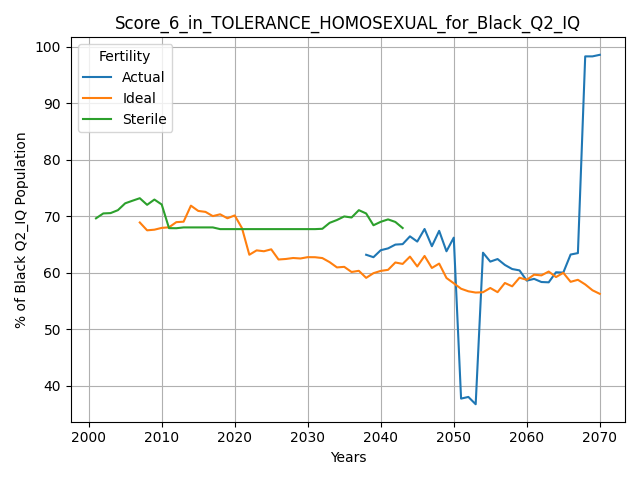 Score_6_in_TOLERANCE_HOMOSEXUAL_for_Black_Q2_IQ
Fertility
Actual
Ideal
Sterile
% of Black Q2_IQ Population
100
90
80
70
60
50
40
2000 2010 2020 2030 2040 2050 2060 2070
Years